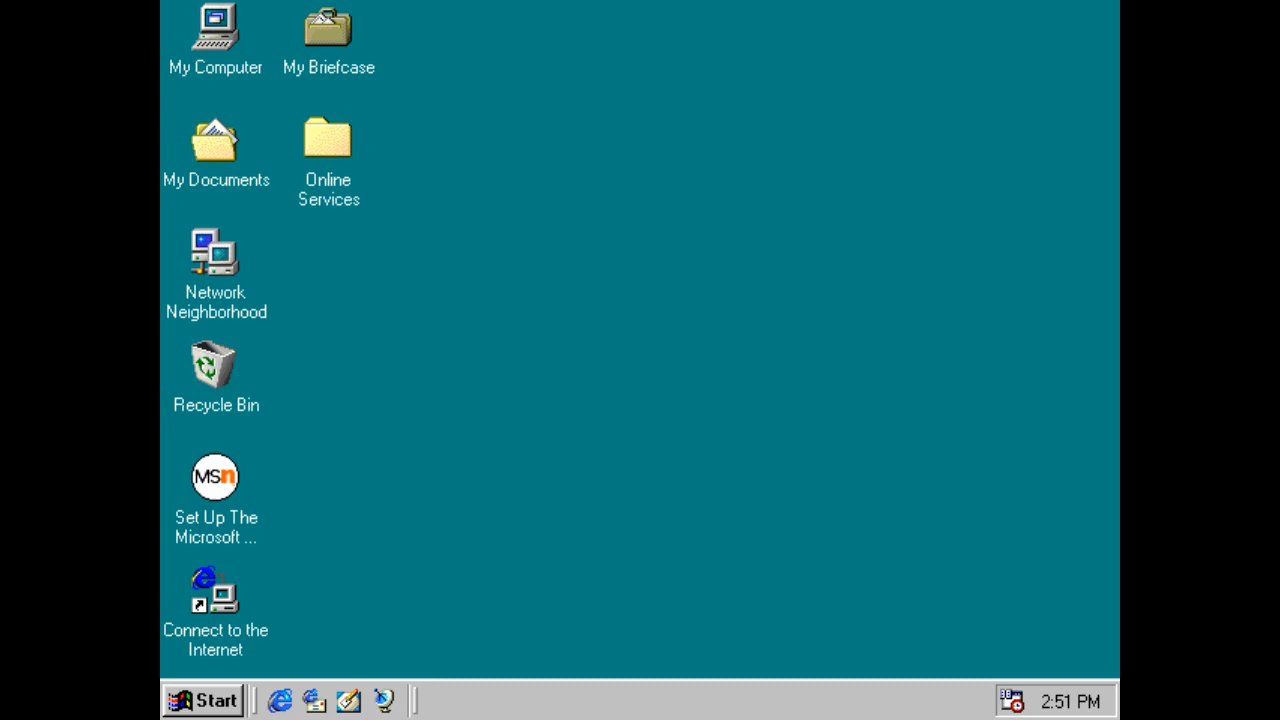 My Computer
My Briefcase
My Documents
Online
Services
Network
Neighborhood
Recycle Bin
MSn
Set Up The
Microsoft ...
Connect to the
Internet
Start
2:51 PM